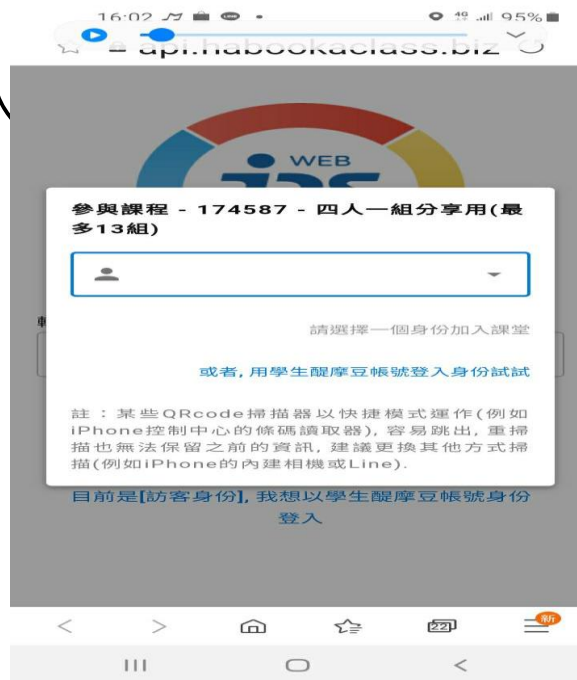 16:02
95%
api.habookaclass.biz
WEB
參與課程 - 174587 - 四人一組分享用(最
多13組)
請選擇一個身份加入課堂
或者, 用學生醍摩豆帳號登入身份試試
註：某些QRcode掃描器以快捷模式運作(例如
iPhone控制中心的條碼讀取器), 容易跳出, 重掃
描也無法保留之前的資訊, 建議更換其他方式掃
描(例如iPhone的內建相機或Line).
目前是[訪客身份], 我想以學生醍摩豆帳號身份
登入
22
新